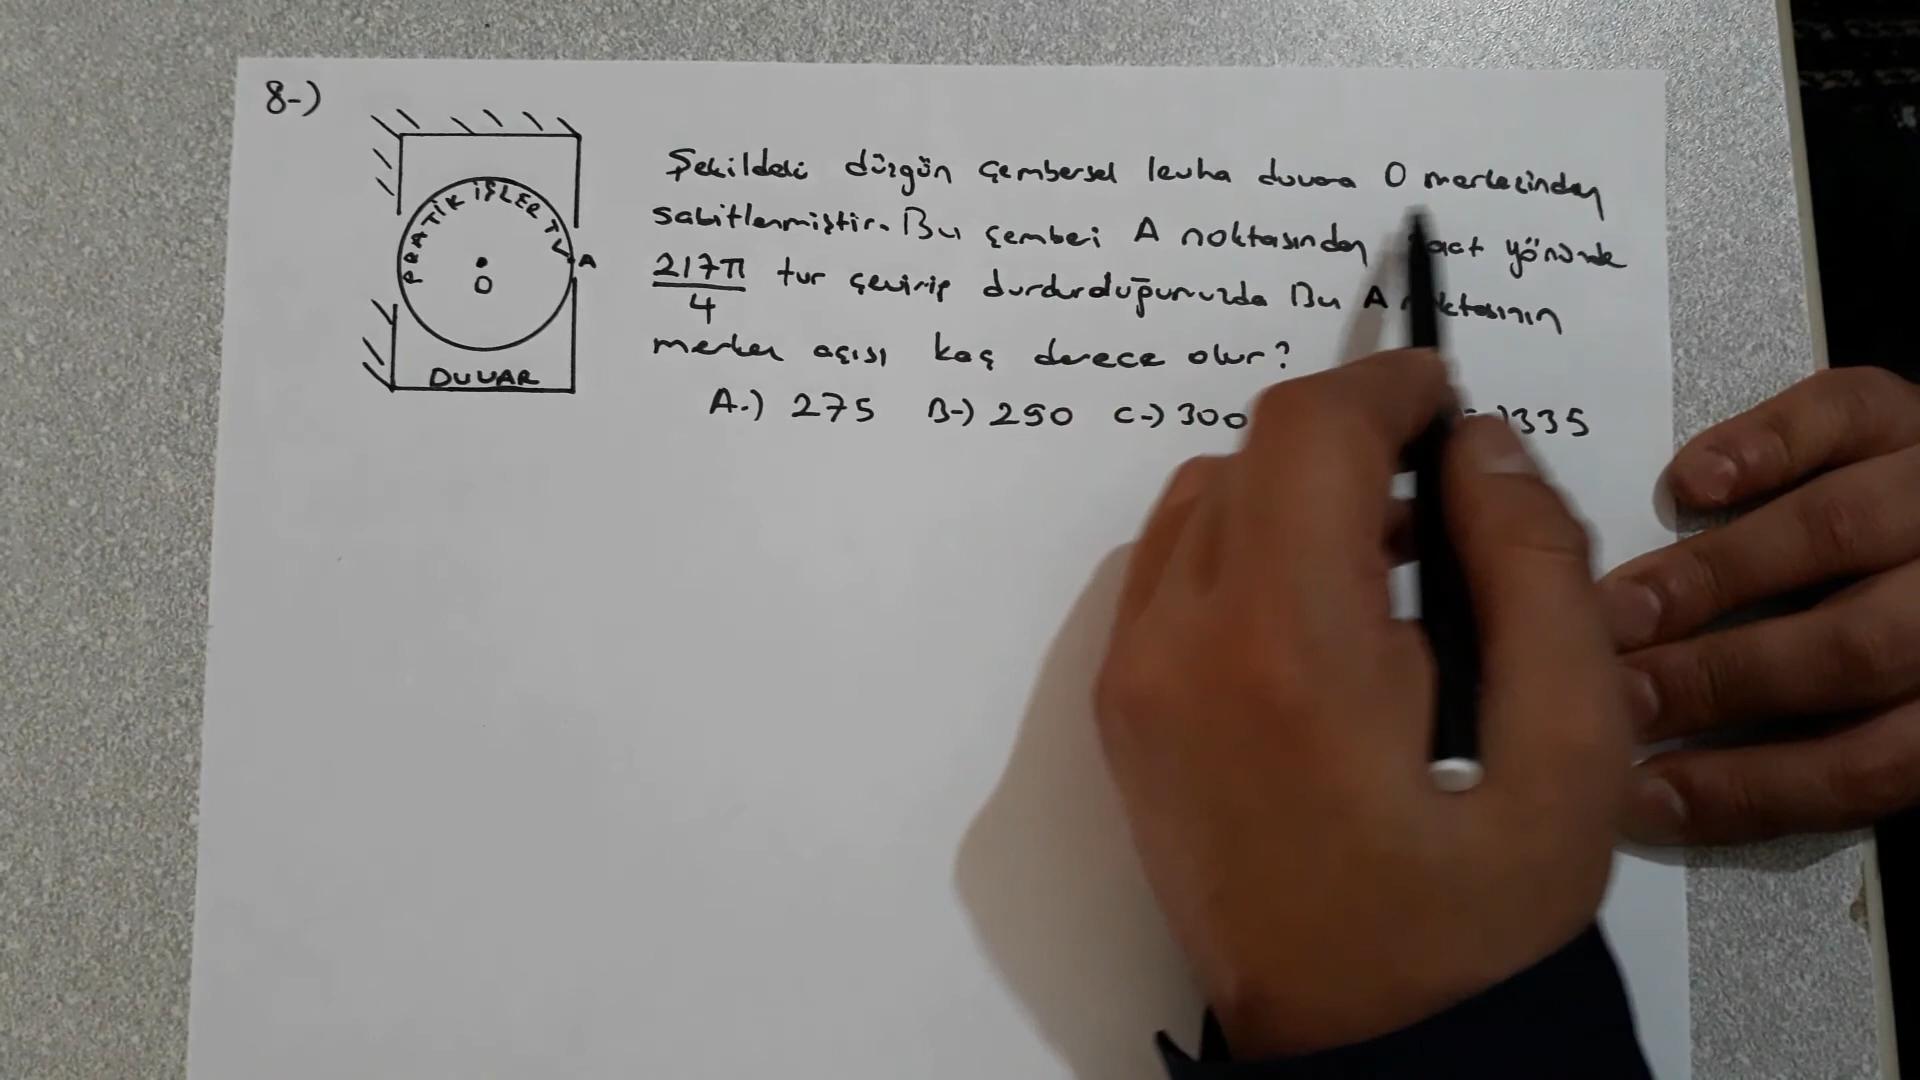 8-)
PRATİK İŞLER TV
A
O
DUVAR
Şekildeki düzgün çembersel levha duvara O merkezinden
sabitlenmiştir. Bu çemberi A noktasından saat yönünde
217π/4 tur çevirip durdurduğumuzda Bu A noktasının
merkez açısı kaç derece olur?
A-) 275 B-) 290 C-) 300 335